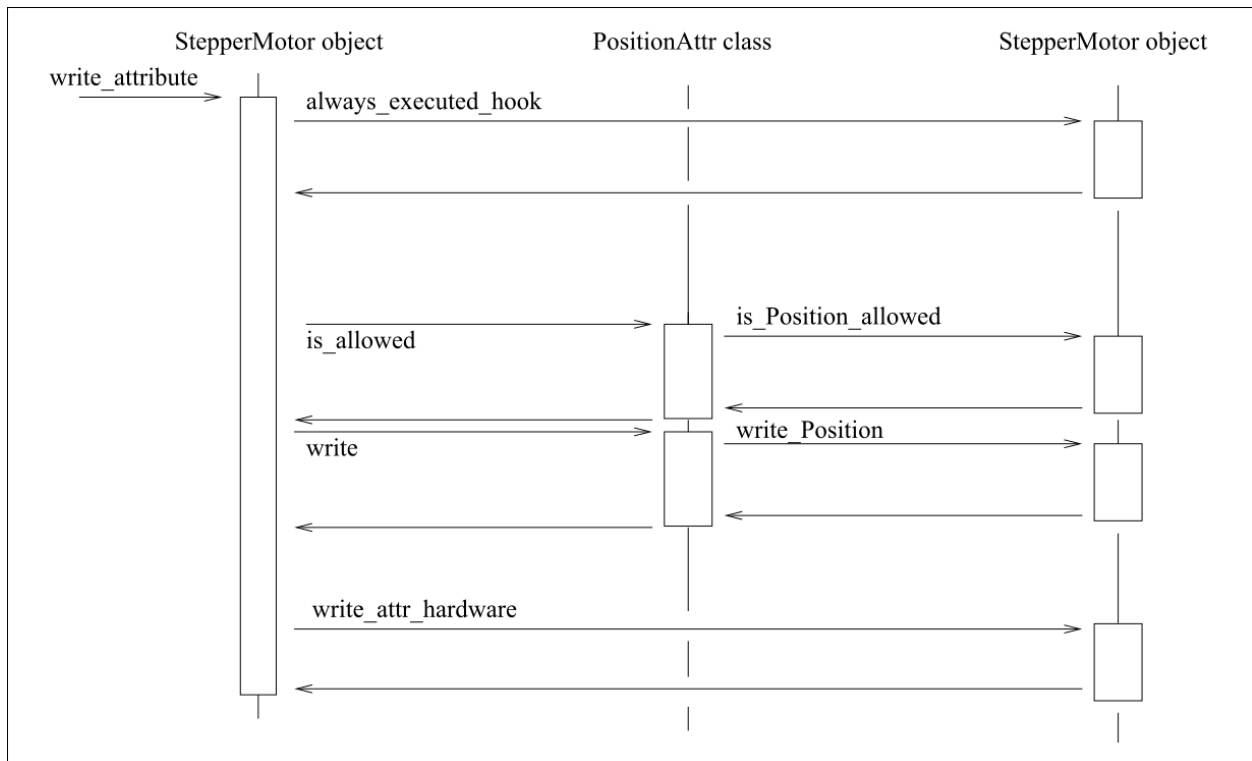 StepperMotor object
PositionAttr class
StepperMotor object
write_attribute
always_executed_hook
is_Position_allowed
is_allowed
write_Position
write
write_attr_hardware